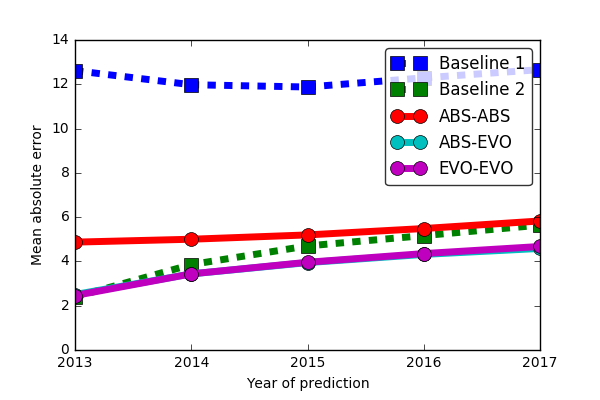 14
12
10
8
6
4
2
0
Mean absolute error
2013 2014 2015 2016 2017
Year of prediction
Baseline 1
Baseline 2
ABS-ABS
ABS-EVO
EVO-EVO